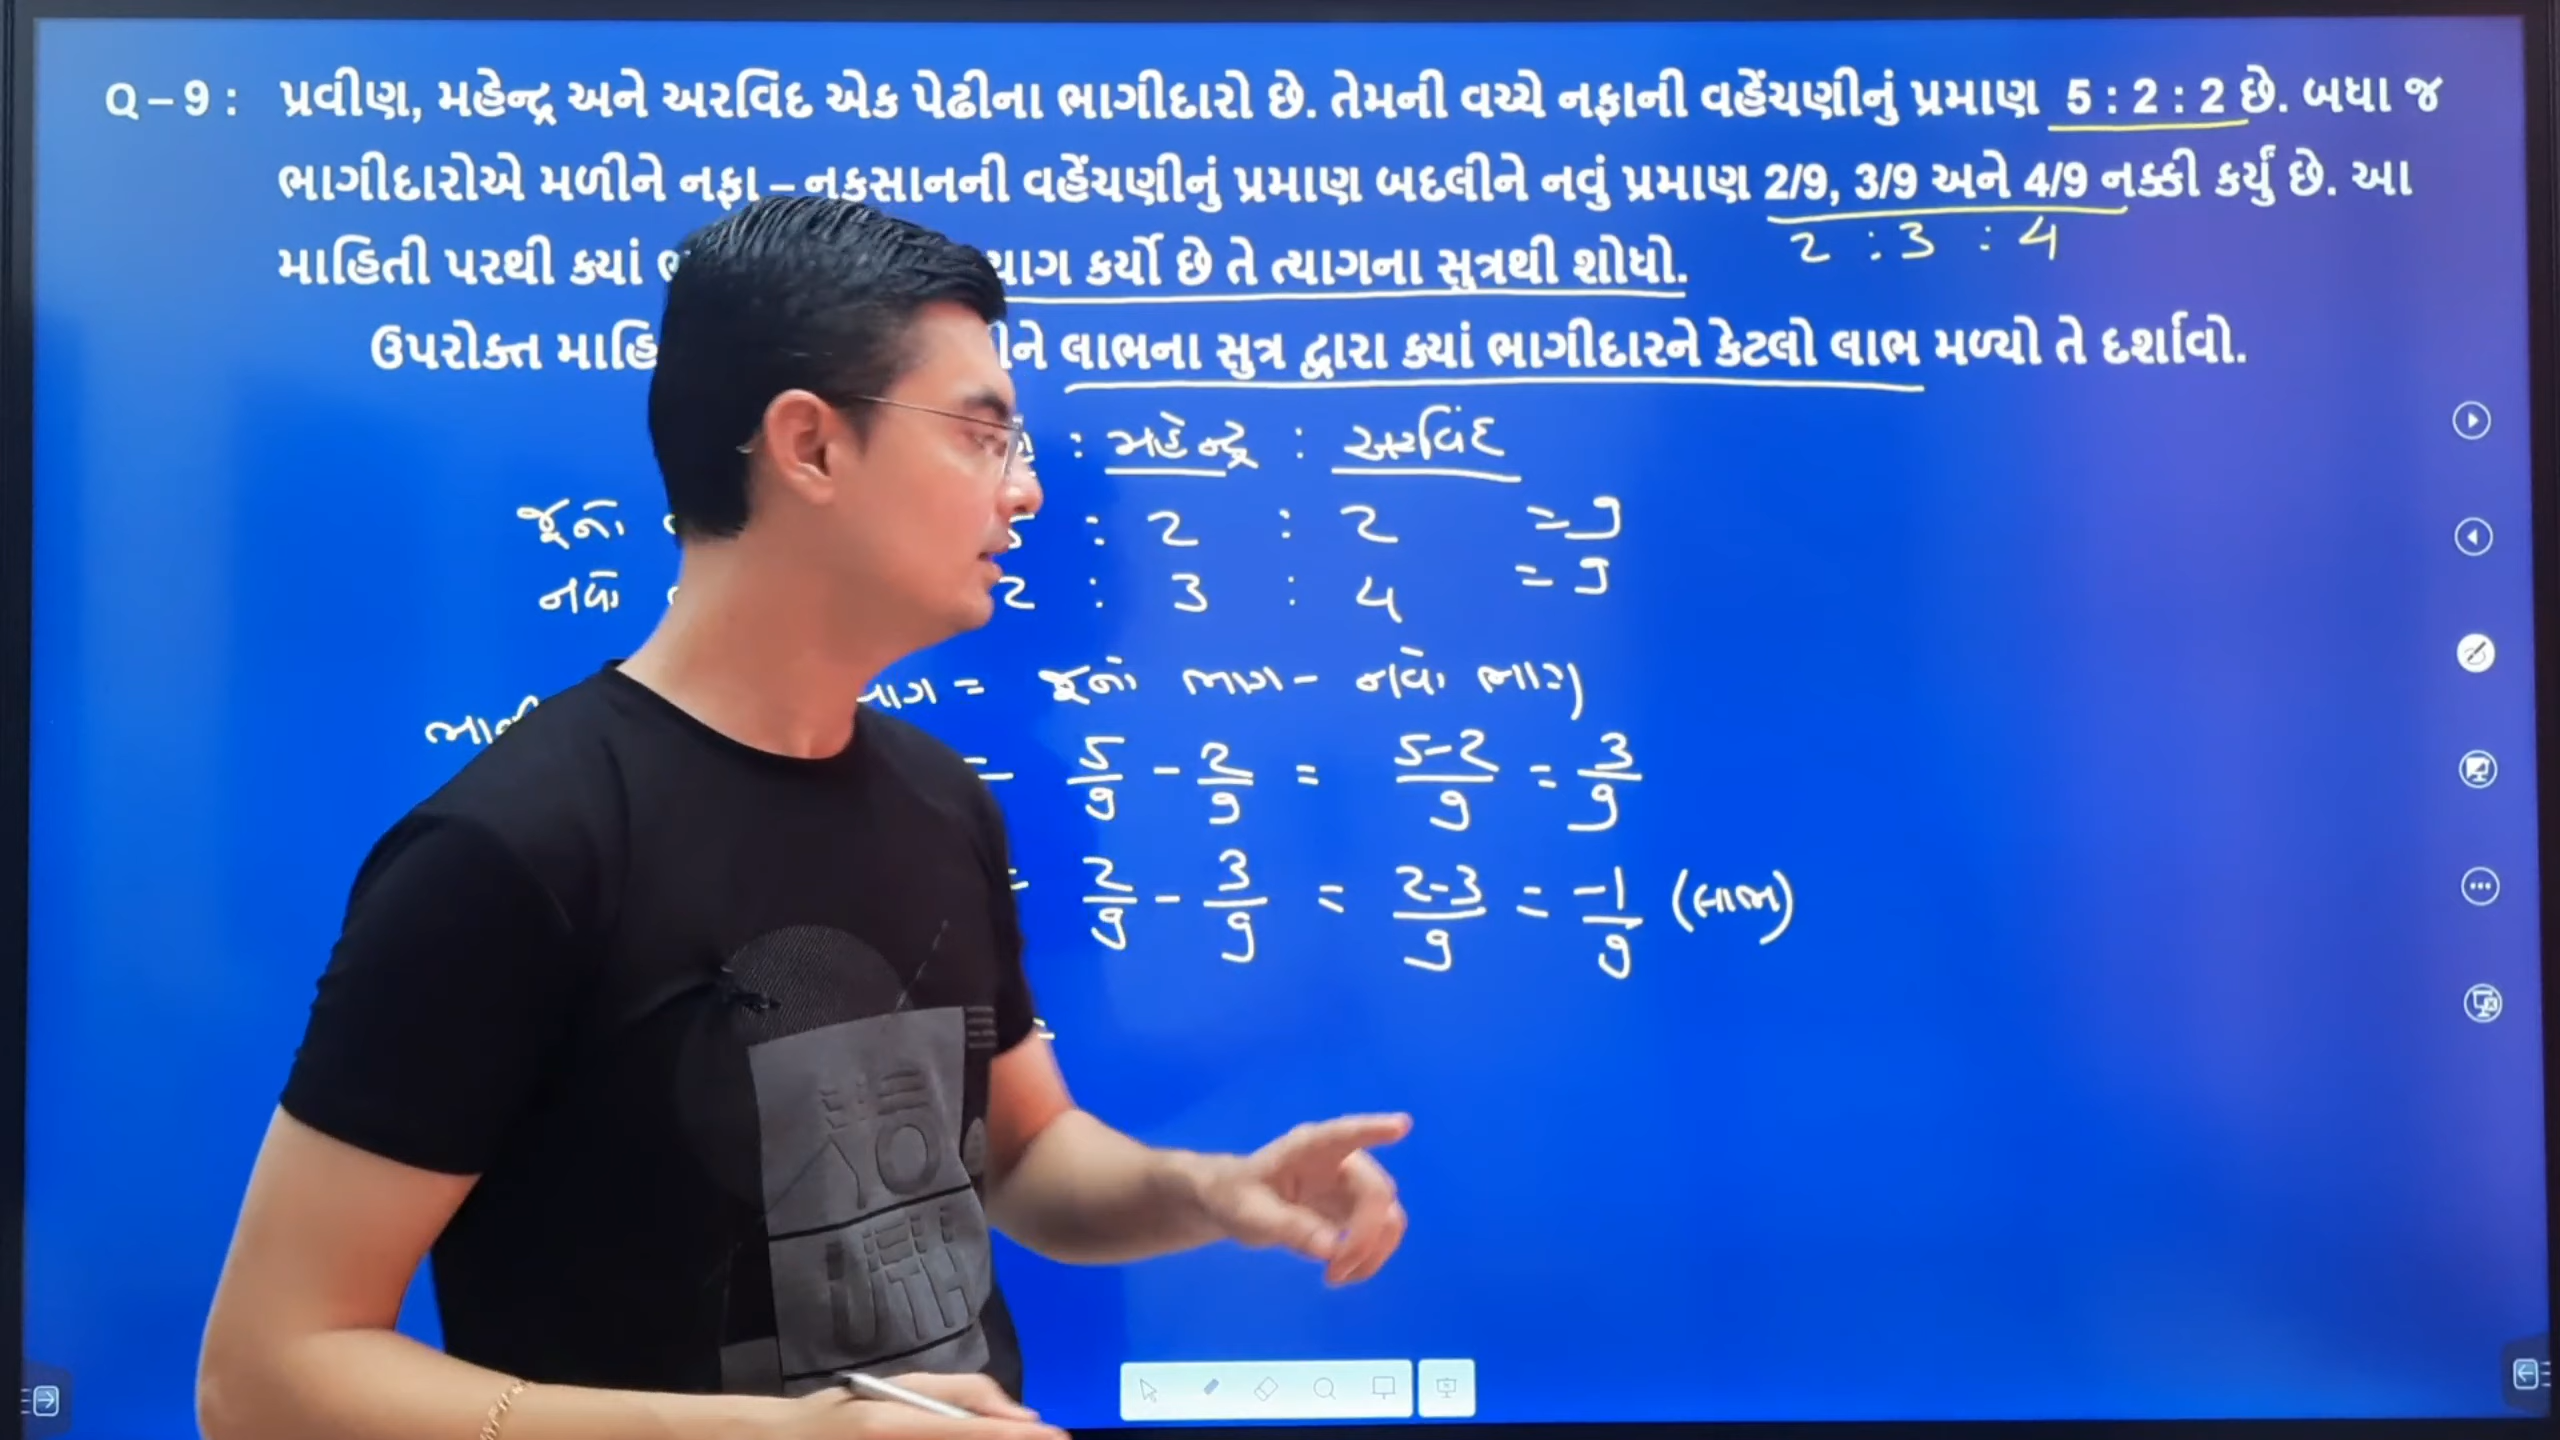 Q – 9 : પ્રવીણ, મહેન્દ્ર અને અરવિંદ એક પેઢીના ભાગીદારો છે. તેમની વચ્ચે નફાની વહેંચણીનું પ્રમાણ 5 : 2 : 2 છે. બધા જ
ભાગીદારોએ મળીને નફા – નકસાનની વહેંચણીનું પ્રમાણ બદલીને નવું પ્રમાણ 2/9, 3/9 અને 4/9 નક્કી કર્યું છે. આ
2 : 3 : 4
માહિતી પરથી ક્યાં કર્યો છે તે ત્યાગના સુત્રથી શોધો.
ઉપરોક્ત લાભના સુત્ર દ્વારા ક્યાં ભાગીદારને કેટલો લાભ મળ્યો તે દર્શાવો.
: મહેન્દ્ર : અરવિંદ
જૂનો 5 : 2 : 2 = 9
નવો 2 : 3 : 4 = 9
= જૂનો ભાગ - નવો ભાગ
= 5/9 - 2/9 = 5-2/9 = 3/9
= 2/9 - 3/9 = 2-3/9 = -1/9 (લાભ)
=